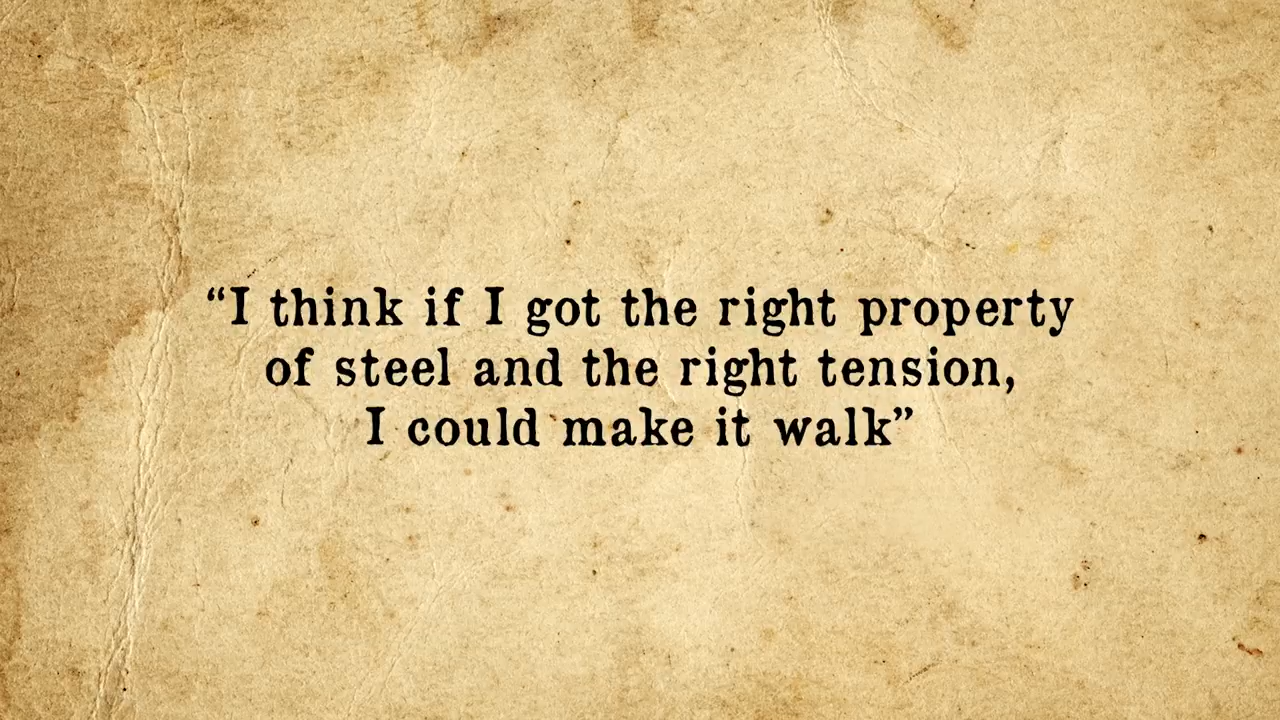 “I think if I got the right property
of steel and the right tension,
I could make it walk”